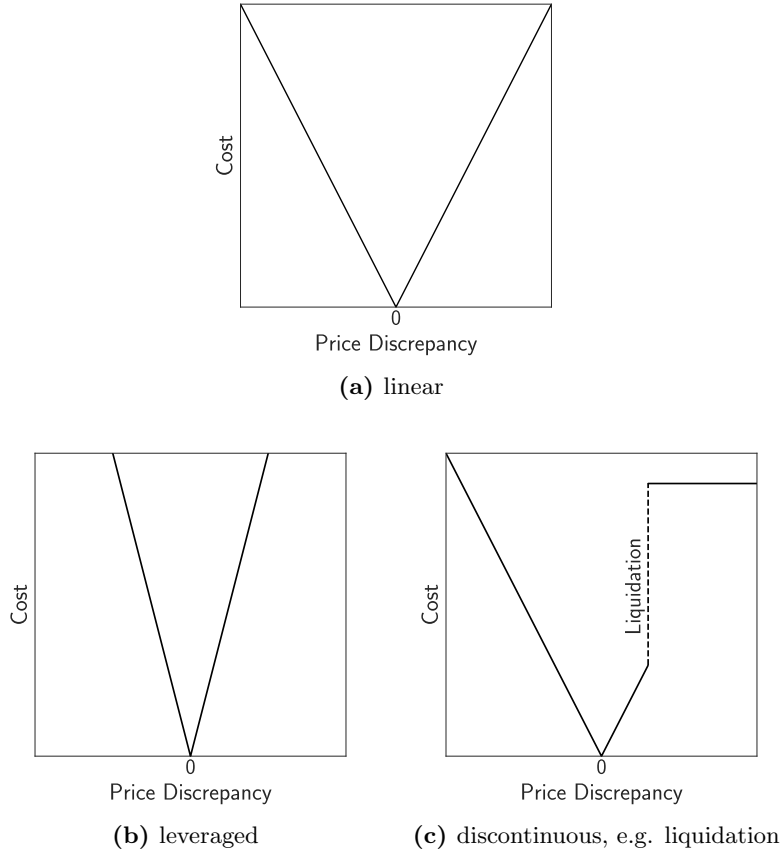 Cost
0
Price Discrepancy
(a) linear
Cost
0
Price Discrepancy
(b) leveraged
Cost
Liquidation
0
Price Discrepancy
(c) discontinuous, e.g. liquidation